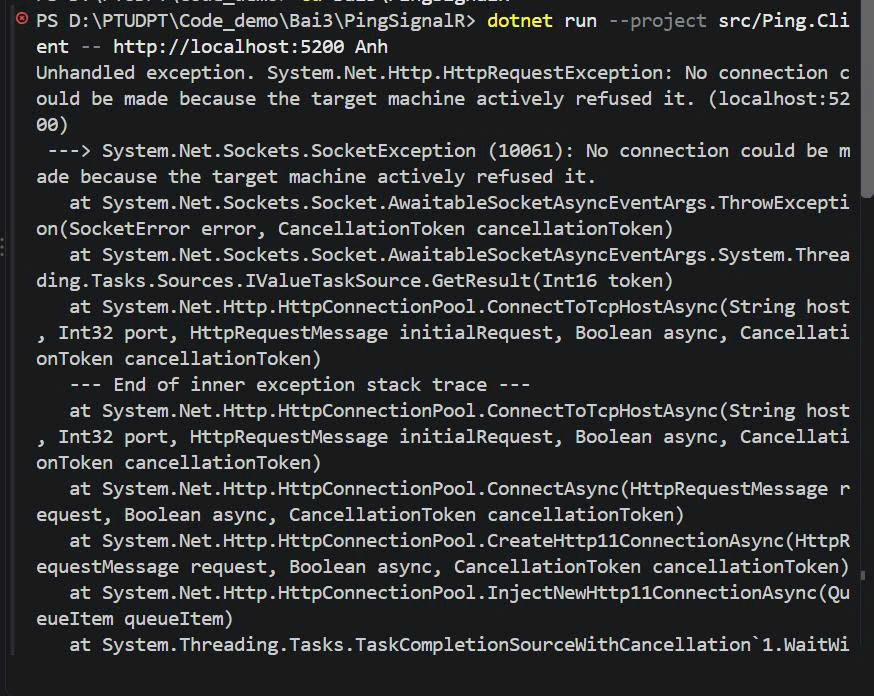 PS D:\PTUDPT\Code_demo\Bai3\PingSignalR> dotnet run --project src/Ping.Cli
ent -- http://localhost:5200 Anh
Unhandled exception. System.Net.Http.HttpRequestException: No connection c
ould be made because the target machine actively refused it. (localhost:52
00)
 ---> System.Net.Sockets.SocketException (10061): No connection could be m
ade because the target machine actively refused it.
   at System.Net.Sockets.Socket.AwaitableSocketAsyncEventArgs.ThrowExcepti
on(SocketError error, CancellationToken cancellationToken)
   at System.Net.Sockets.Socket.AwaitableSocketAsyncEventArgs.System.Threa
ding.Tasks.Sources.IValueTaskSource.GetResult(Int16 token)
   at System.Net.Http.HttpConnectionPool.ConnectToTcpHostAsync(String host
, Int32 port, HttpRequestMessage initialRequest, Boolean async, Cancellati
onToken cancellationToken)
   --- End of inner exception stack trace ---
   at System.Net.Http.HttpConnectionPool.ConnectToTcpHostAsync(String host
, Int32 port, HttpRequestMessage initialRequest, Boolean async, Cancellati
onToken cancellationToken)
   at System.Net.Http.HttpConnectionPool.ConnectAsync(HttpRequestMessage r
equest, Boolean async, CancellationToken cancellationToken)
   at System.Net.Http.HttpConnectionPool.CreateHttp11ConnectionAsync(HttpR
equestMessage request, Boolean async, CancellationToken cancellationToken)
   at System.Net.Http.HttpConnectionPool.InjectNewHttp11ConnectionAsync(Qu
eueItem queueItem)
   at System.Threading.Tasks.TaskCompletionSourceWithCancellation`1.WaitWi